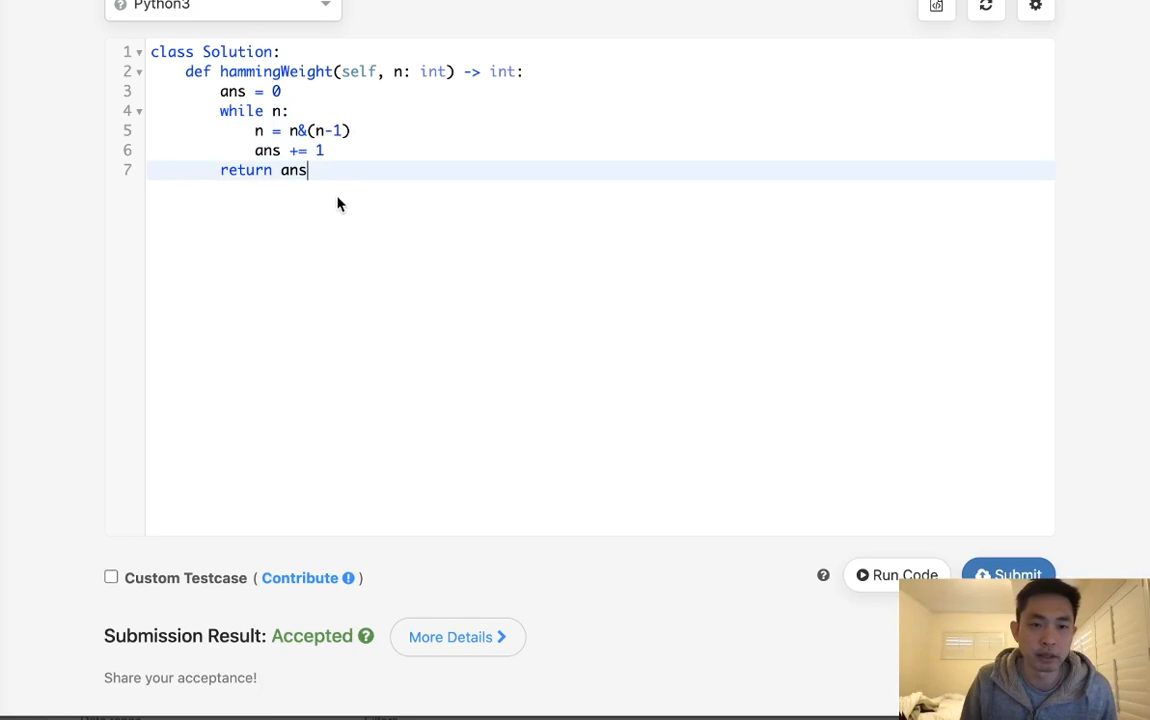 Python3
1 class Solution:
2 def hammingWeight(self, n: int) -> int:
3 ans = 0
4 while n:
5 n = n&(n-1)
6 ans += 1
7 return ans
Custom Testcase ( Contribute )
Run Code
Submit
Submission Result: Accepted
More Details
Share your acceptance!